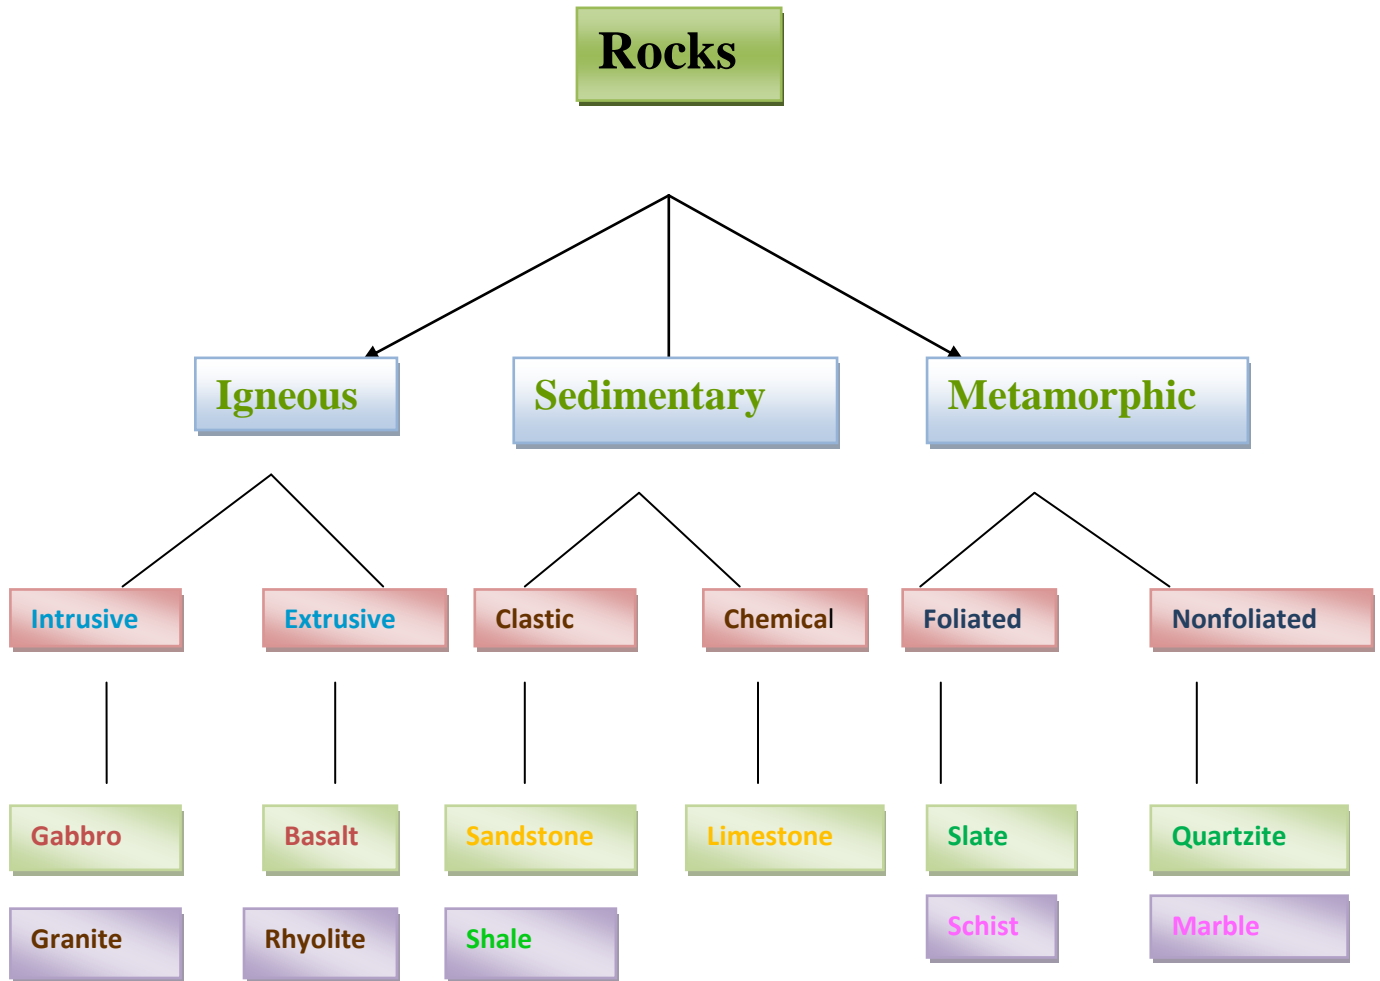 Rocks
Igneous
Sedimentary
Metamorphic
Intrusive
Extrusive
Clastic
Chemical
Foliated
Nonfoliated
Gabbro
Basalt
Sandstone
Limestone
Slate
Quartzite
Granite
Rhyolite
Shale
Schist
Marble